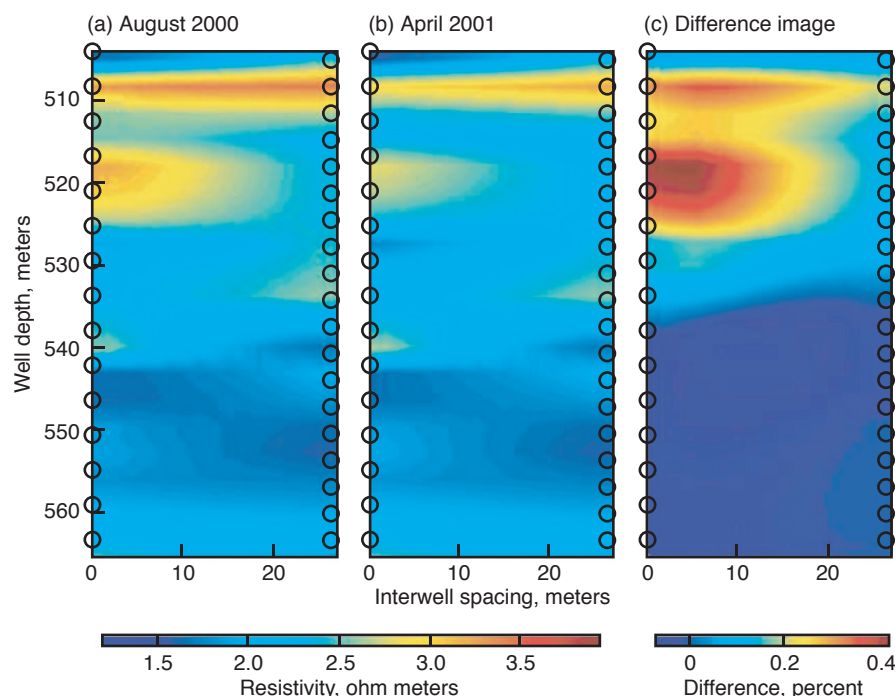 (a) August 2000
(b) April 2001
(c) Difference image
Well depth, meters
510
520
530
540
550
560
0 10 20
0 10 20
0 10 20
Interwell spacing, meters
1.5 2.0 2.5 3.0 3.5
Resistivity, ohm meters
0 0.2 0.4
Difference, percent